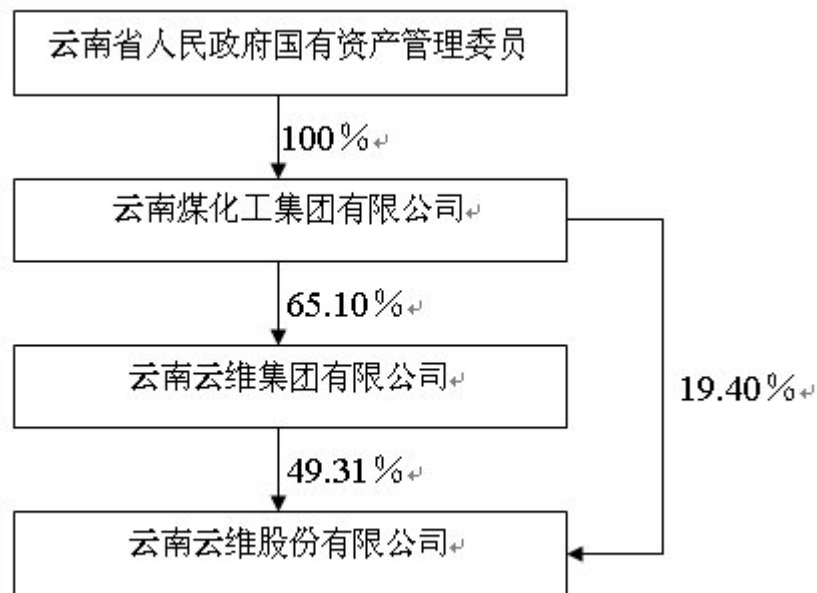 云南省人民政府国有资产管理委员
100%
云南煤化工集团有限公司
65.10%
云南云维集团有限公司
19.40%
49.31%
云南云维股份有限公司